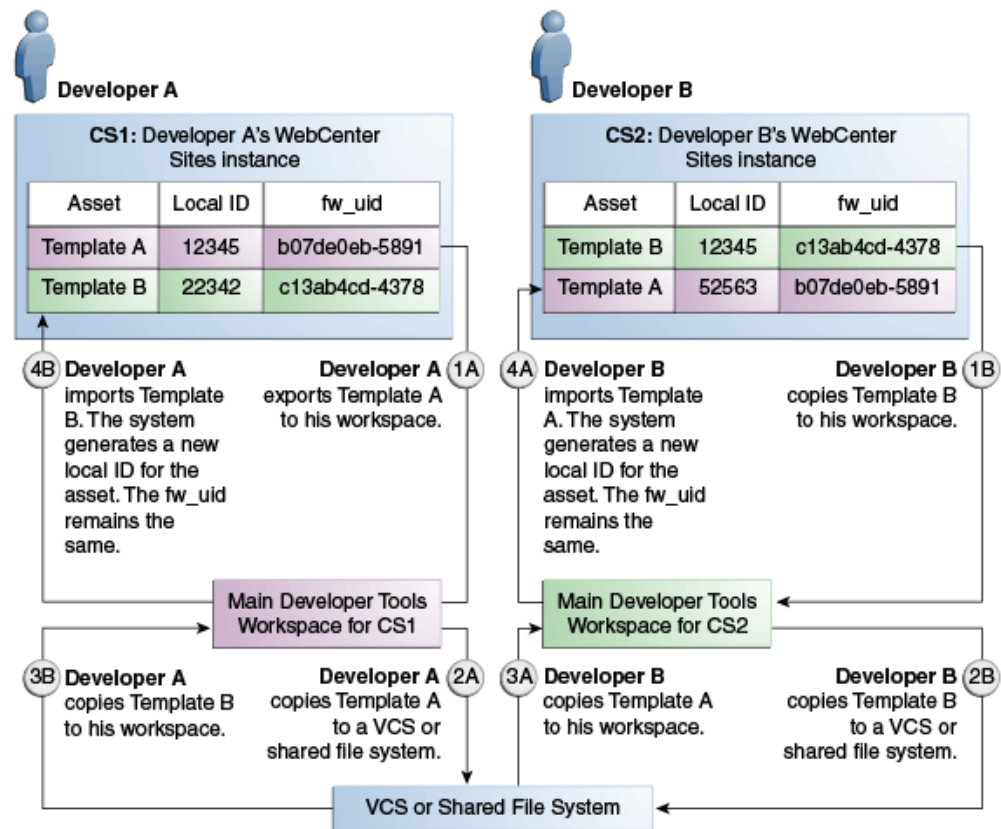 Developer A
CS1: Developer A's WebCenter
Sites instance
Asset Local ID fw_uid
Template A 12345 b07de0eb-5891
Template B 22342 c13ab4cd-4378
Developer B
CS2: Developer B's WebCenter
Sites instance
Asset Local ID fw_uid
Template B 12345 c13ab4cd-4378
Template A 52563 b07de0eb-5891
4B Developer A
imports Template
B. The system
generates a new
local ID for the
asset. The fw_uid
remains the
same.
Developer A 1A
exports Template A
to his workspace.
4A Developer B
imports Template
A. The system
generates a new
local ID for the
asset. The fw_uid
remains the
same.
Developer B 1B
copies Template B
to his workspace.
Main Developer Tools
Workspace for CS1
Main Developer Tools
Workspace for CS2
3B Developer A
copies Template B
to his workspace.
Developer A 2A
copies Template A
to a VCS or
shared file system.
3A Developer B
copies Template A
to his workspace.
Developer B 2B
copies Template B
to a VCS or
shared file system.
VCS or Shared File System